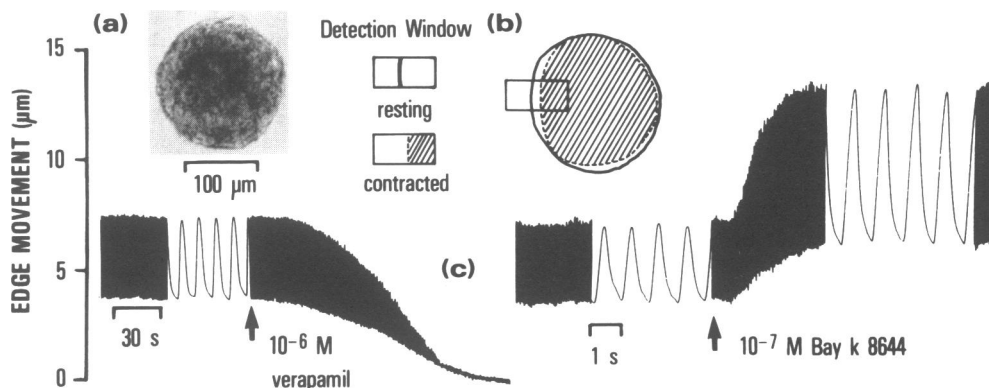 (a)
Detection Window
resting
contracted
(b)
15
10
5
0
EDGE MOVEMENT (µm)
100 µm
(c)
30 s
10⁻⁶ M
verapamil
1 s
10⁻⁷ M Bay k 8644